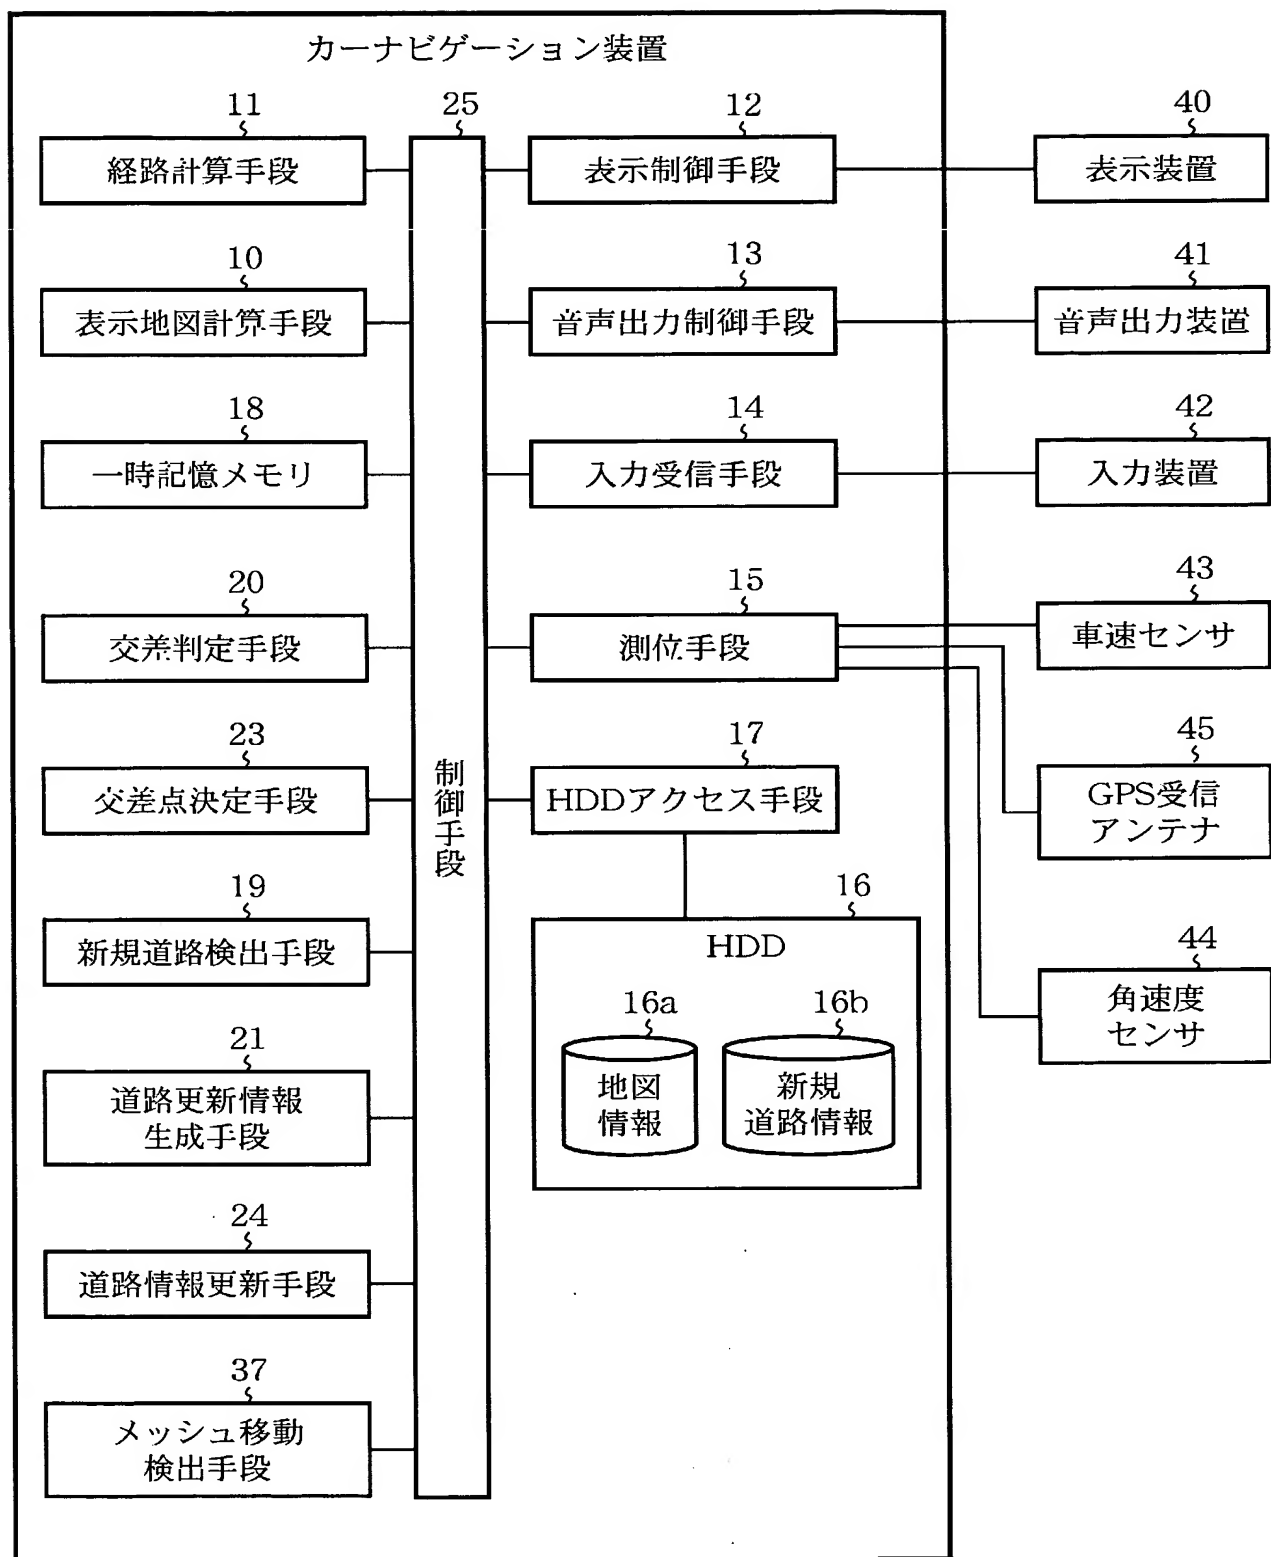 カーナビゲーション装置
11
25
12
40
経路計算手段
表示制御手段
表示装置
10
13
41
表示地図計算手段
音声出力制御手段
音声出力装置
18
14
42
一時記憶メモリ
入力受信手段
入力装置
20
15
43
交差判定手段
測位手段
車速センサ
23
17
45
交差点決定手段
制御手段
HDDアクセス手段
GPS受信
アンテナ
19
16
新規道路検出手段
HDD
44
角速度
センサ
16a
16b
地図
情報
新規
道路情報
21
道路更新情報
生成手段
24
道路情報更新手段
37
メッシュ移動
検出手段